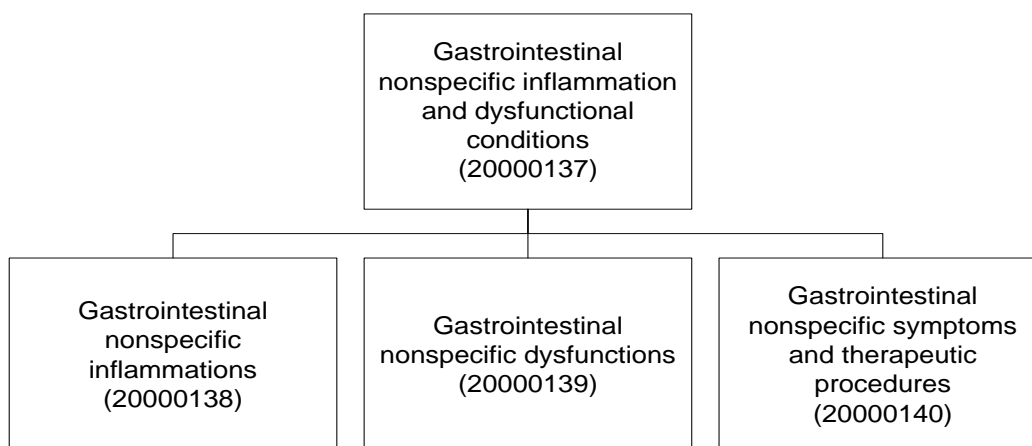 Gastrointestinal
nonspecific inflammation
and dysfunctional
conditions
(20000137)
Gastrointestinal
nonspecific
inflammations
(20000138)
Gastrointestinal
nonspecific dysfunctions
(20000139)
Gastrointestinal
nonspecific symptoms
and therapeutic
procedures
(20000140)